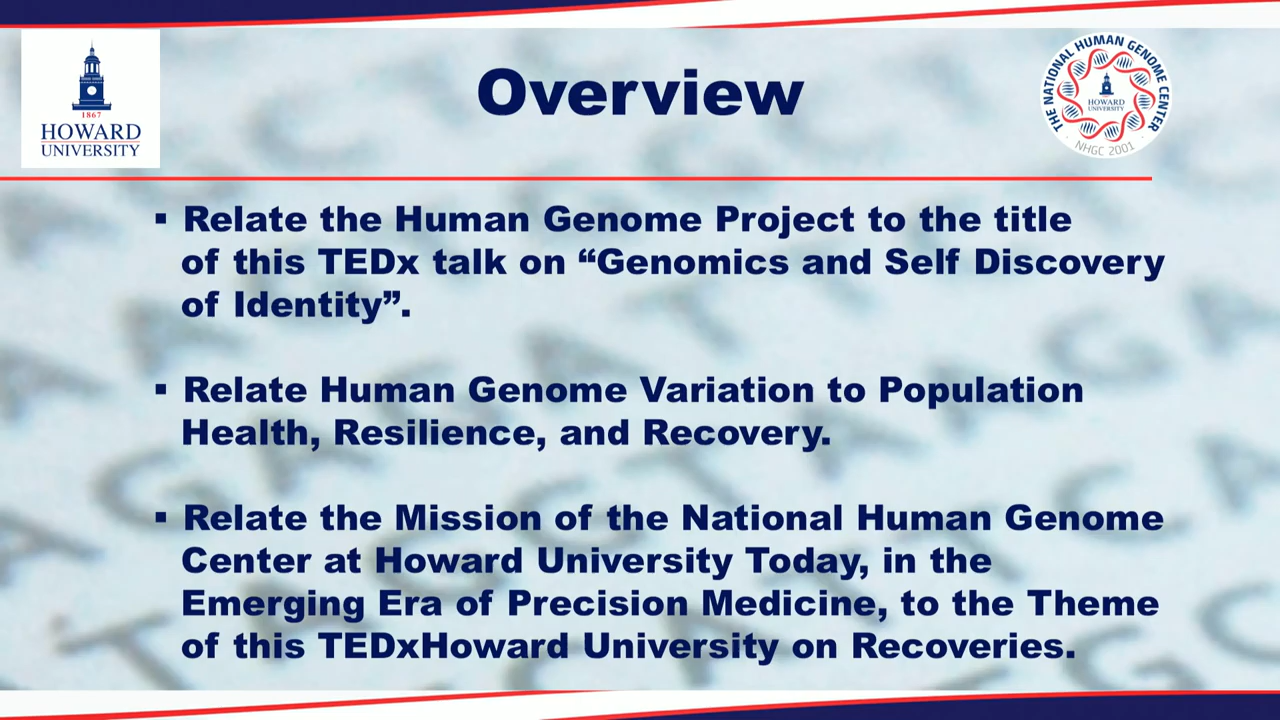 Overview
1867
HOWARD
UNIVERSITY
THE NATIONAL HUMAN GENOME CENTER
HOWARD
UNIVERSITY
NHGC 2001
▪ Relate the Human Genome Project to the title
of this TEDx talk on “Genomics and Self Discovery
of Identity”.
▪ Relate Human Genome Variation to Population
Health, Resilience, and Recovery.
▪ Relate the Mission of the National Human Genome
Center at Howard University Today, in the
Emerging Era of Precision Medicine, to the Theme
of this TEDxHoward University on Recoveries.